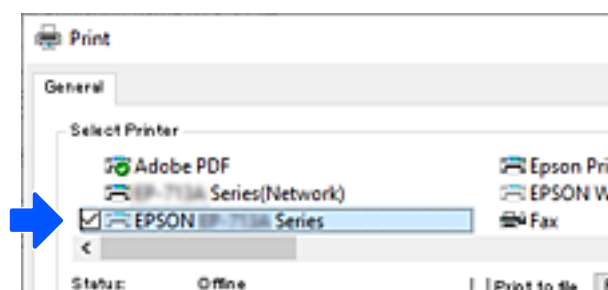 Print
General
Select Printer
Adobe PDF
Epson Pri
Series(Network)
EPSON W
EPSON Series
Fax
Status: Offline
Print to file